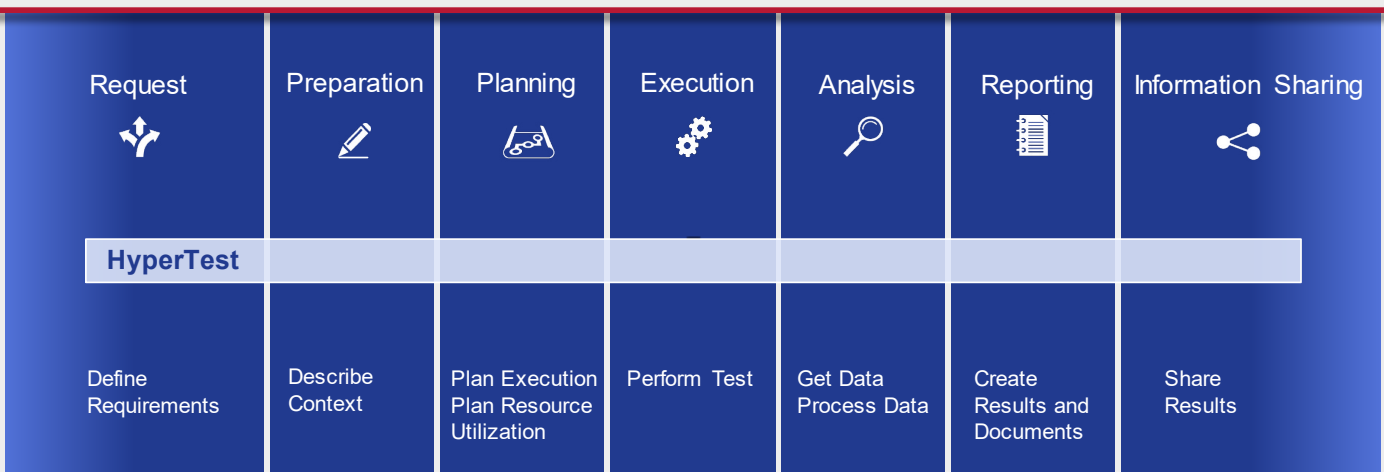 Request
Preparation
Planning
Execution
Analysis
Reporting
Information Sharing
HyperTest
Define
Requirements
Describe
Context
Plan Execution
Plan Resource
Utilization
Perform Test
Get Data
Process Data
Create
Results and
Documents
Share
Results